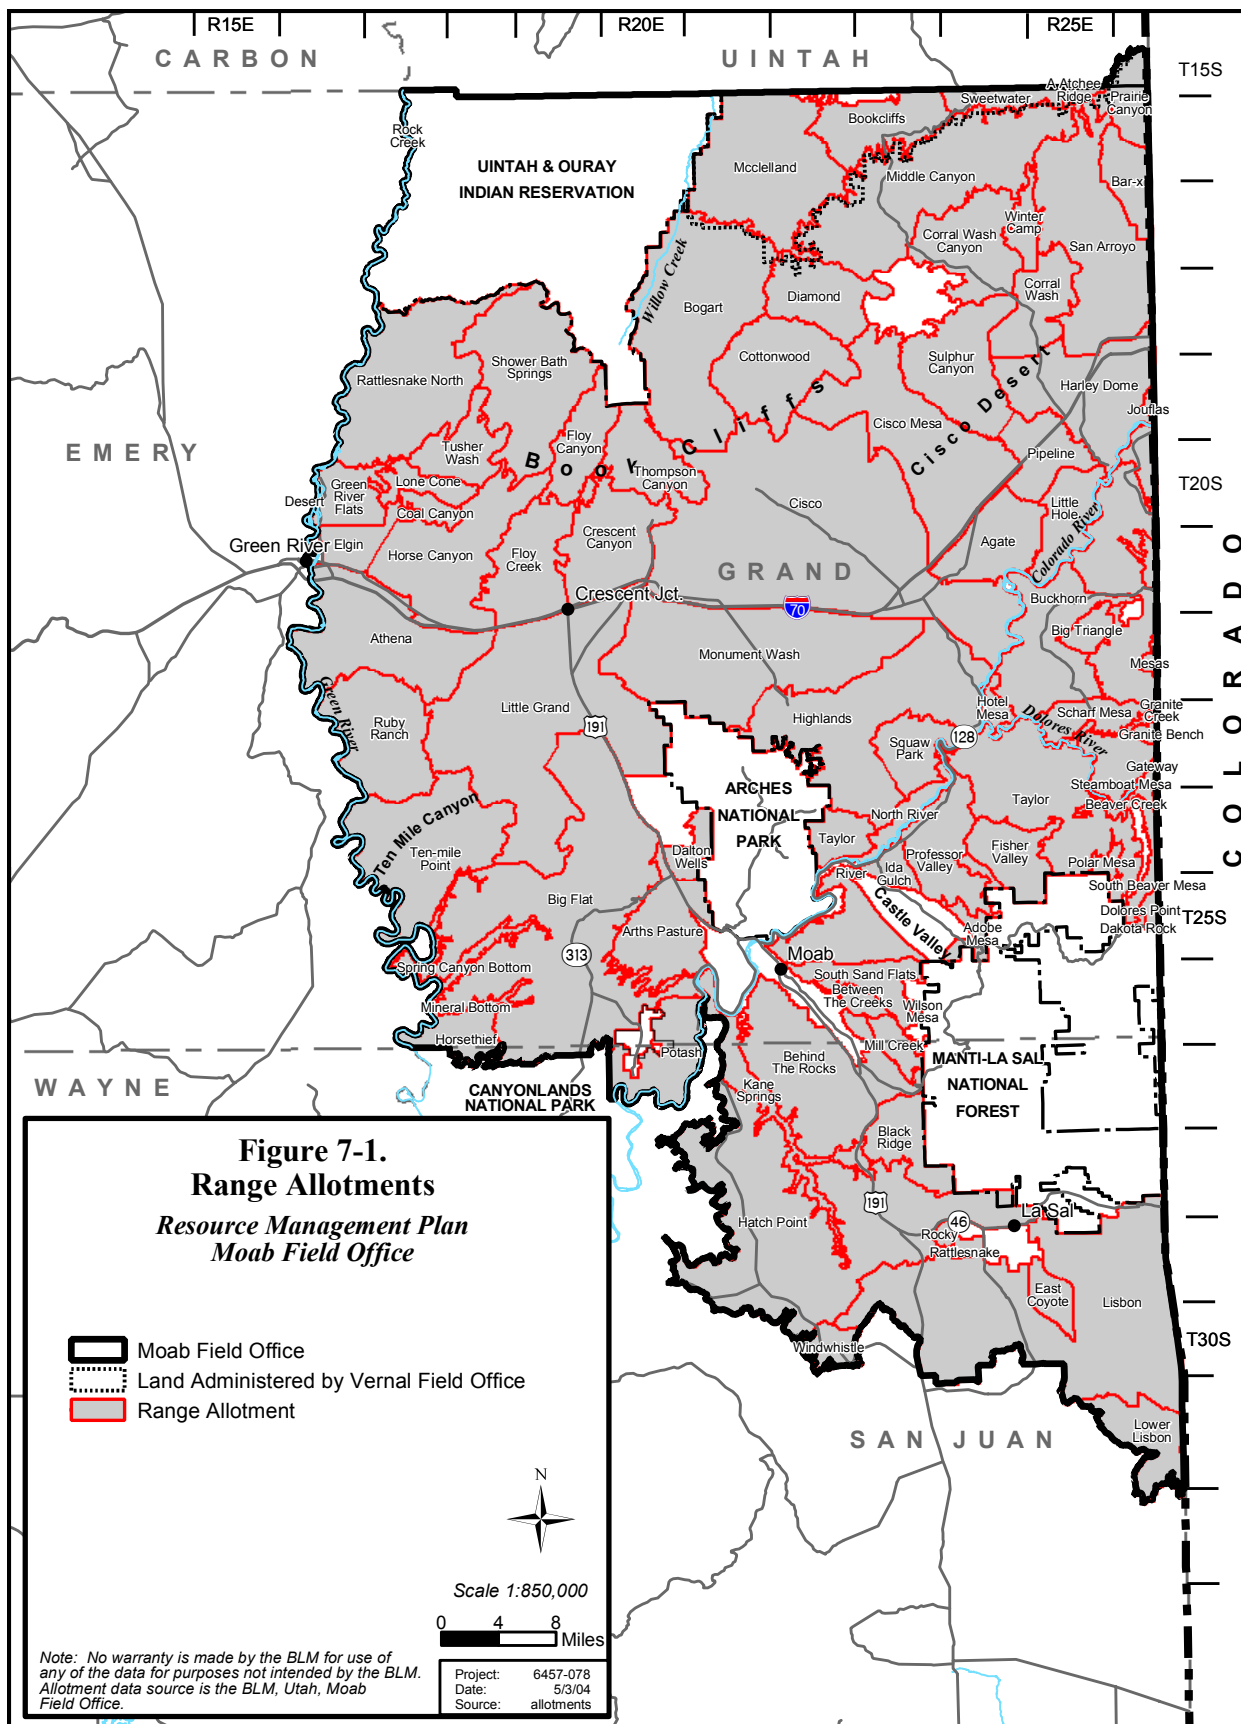 R15E
R20E
R25E
CARBON
UINTAH
T15S
A-Atchee
Ridge
Prairie
Canyon
Sweetwater
Bookcliffs
Rock
Creek
UINTAH & OURAY
INDIAN RESERVATION
Mcclelland
Middle Canyon
Bar-x
Winter
Camp
Corral Wash
Canyon
San Arroyo
Willow Creek
Corral
Wash
Diamond
Bogart
Shower Bath
Springs
Cottonwood
Sulphur
Canyon
Rattlesnake North
Harley Dome
Jouflas
Cisco Mesa
Cisco Desert
EMERY
Tusher
Wash
Floy
Canyon
Book Cliffs
Pipeline
Thompson
Canyon
Lone Cone
Green
River
Flats
Desert
Cisco
Little
Hole
T20S
Coal Canyon
Crescent
Canyon
Agate
Colorado River
Green River
Elgin
Horse Canyon
Floy
Creek
GRAND
COLORADO
Crescent Jct.
70
Buckhorn
Athena
Big Triangle
Monument Wash
Mesas
Green River
Ruby
Ranch
Little Grand
191
Highlands
Hotel
Mesa
Scharf Mesa
Granite
Creek
Dolores River
Granite Bench
128
Squaw
Park
Gateway
Steamboat Mesa
ARCHES
NATIONAL
PARK
Taylor
Beaver Creek
Ten Mile Canyon
North River
Taylor
Dalton
Wells
Ten-mile
Point
Professor
Valley
Fisher
Valley
Polar Mesa
River
Ida
Gulch
South Beaver Mesa
Big Flat
Castle Valley
Dolores Point
T25S
Arths Pasture
Adobe
Mesa
Dakota Rock
313
Moab
Spring Canyon Bottom
South Sand Flats
Between
The Creeks
Wilson
Mesa
Mineral Bottom
Horsethief
Potash
Mill Creek
Behind
The Rocks
MANTI-LA SAL
NATIONAL
FOREST
WAYNE
CANYONLANDS
NATIONAL PARK
Kane
Springs
Black
Ridge
Figure 7-1.
Range Allotments
Resource Management Plan
Moab Field Office
191
Hatch Point
46
La Sal
Rocky
Rattlesnake
East
Coyote
Lisbon
Windwhistle
T30S
Moab Field Office
Land Administered by Vernal Field Office
Range Allotment
SAN JUAN
Lower
Lisbon
N
Scale 1:850,000
0 4 8
Miles
Note: No warranty is made by the BLM for use of
any of the data for purposes not intended by the BLM.
Allotment data source is the BLM, Utah, Moab
Field Office.
Project: 6457-078
Date: 5/3/04
Source: allotments